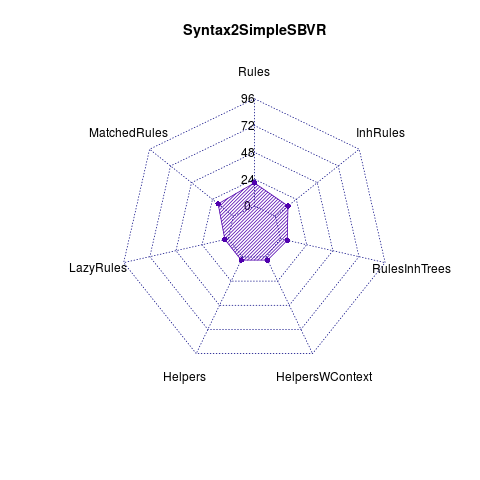 Syntax2SimpleSBVR
Rules
96
MatchedRules
72
InhRules
48
24
0
LazyRules
RulesInhTrees
Helpers
HelpersWContext